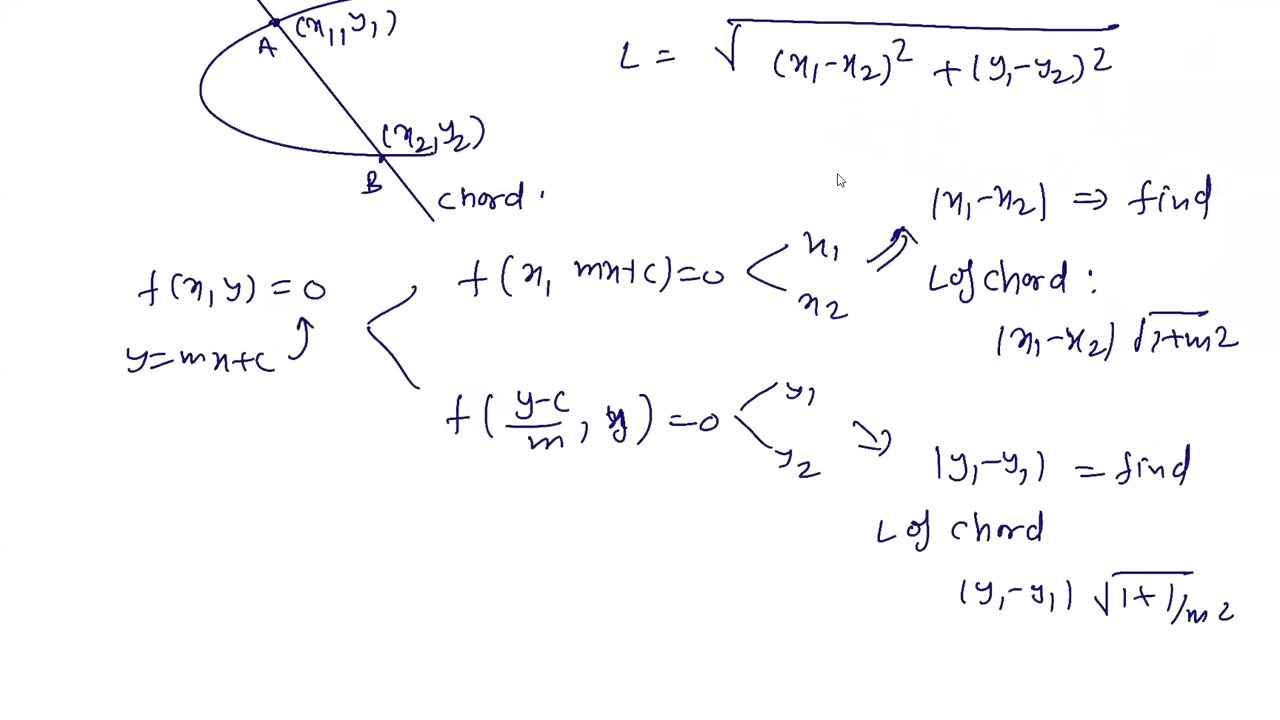 A (x₁, y₁)
L = √(x₁-x₂)² + (y₁-y₂)²
(x₂, y₂)
B
chord.
|x₁-x₂| ⇒ find
f(x, y) = 0
f(x, mx+c) = 0 < x₁ x₂
L of chord :
y = mx+c
|x₁-x₂| √1+m²
f(y-c/m, y) = 0 < y₁ y₂
|y₁-y₂| = find
L of chord
|y₁-y₁| √1+1/m²